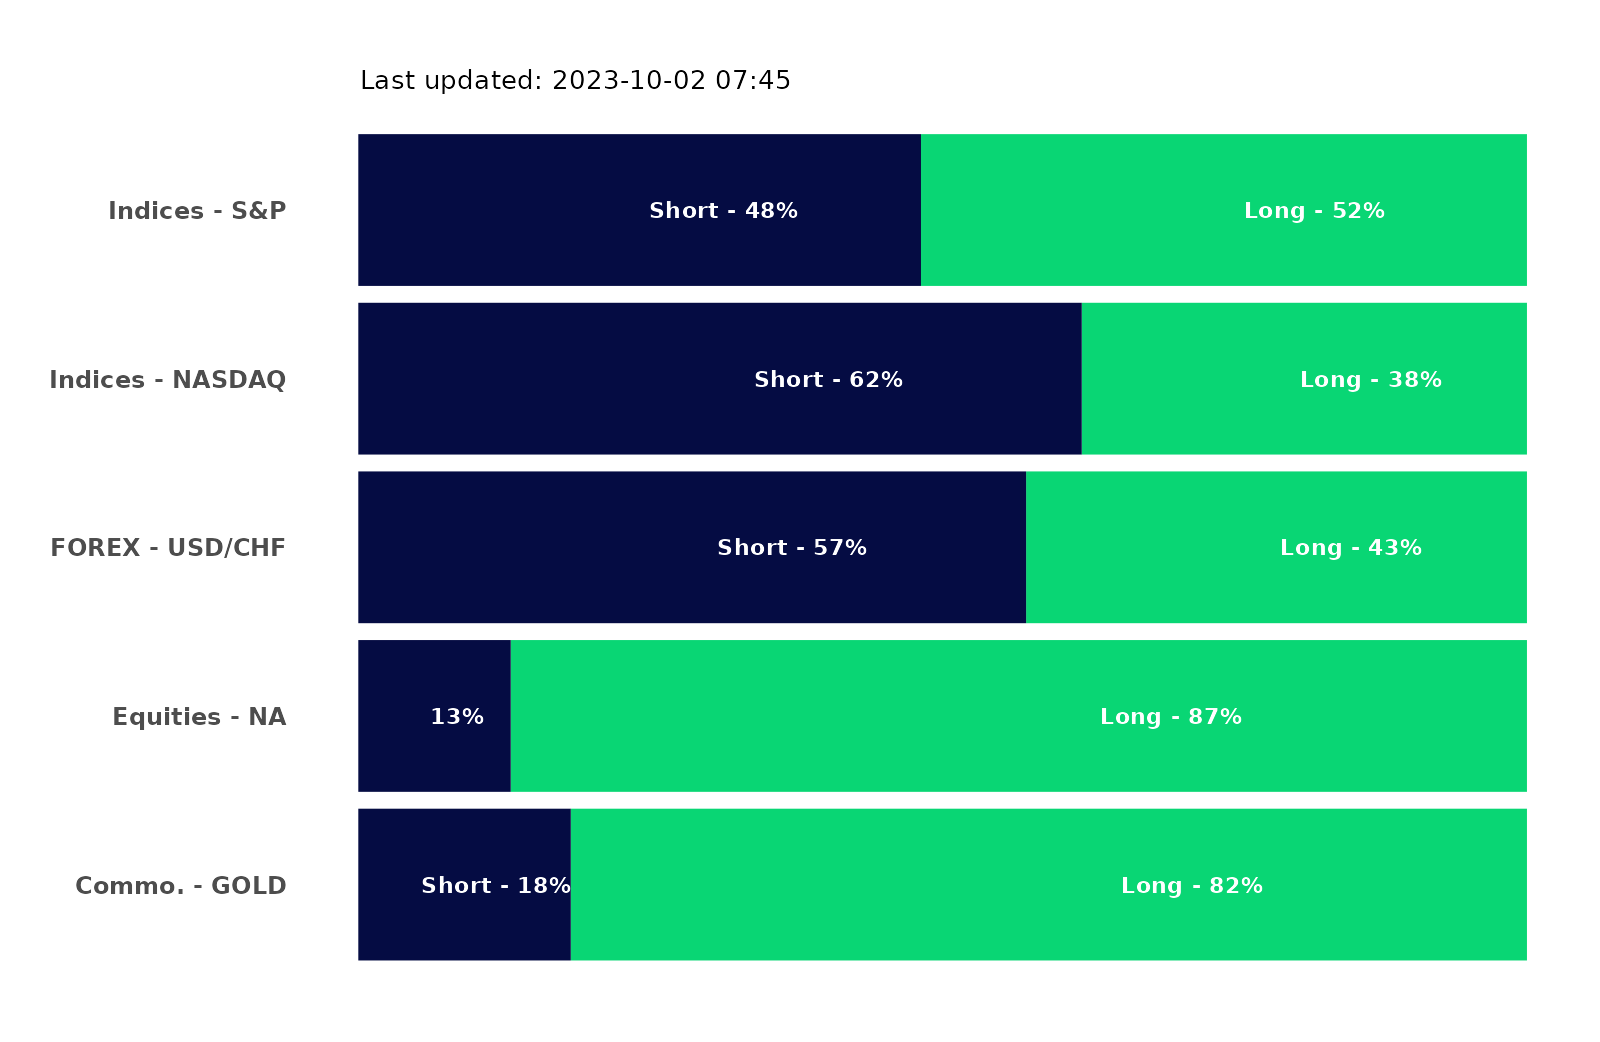 Last updated: 2023-10-02 07:45
Indices - S&P
Short - 48%
Long - 52%
Indices - NASDAQ
Short - 62%
Long - 38%
FOREX - USD/CHF
Short - 57%
Long - 43%
Equities - NA
13%
Long - 87%
Commo. - GOLD
Short - 18%
Long - 82%